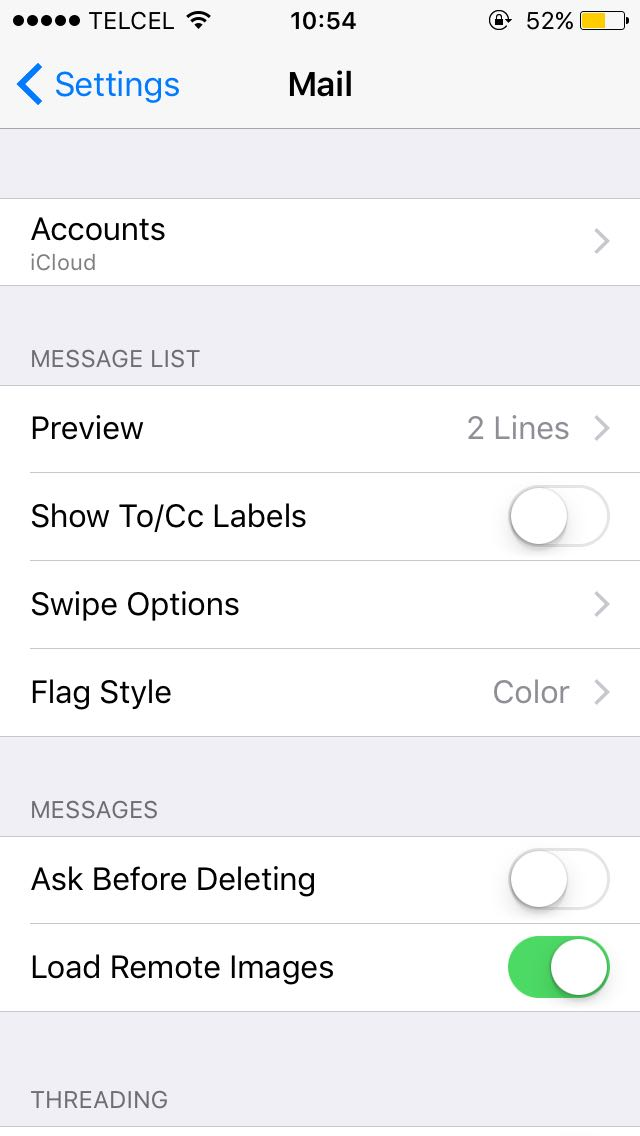 TELCEL 10:54 52%
Settings Mail
Accounts
iCloud
MESSAGE LIST
Preview 2 Lines
Show To/Cc Labels
Swipe Options
Flag Style Color
MESSAGES
Ask Before Deleting
Load Remote Images
THREADING